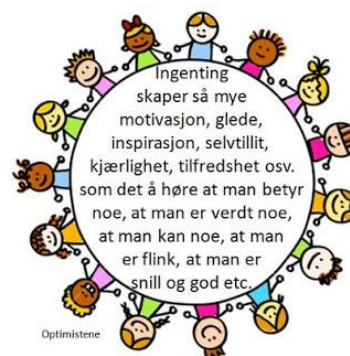 Ingenting
skaper så mye
motivasjon, glede,
inspirasjon, selvtillit,
kjærlighet, tilfredshet osv.
som det å høre at man betyr
noe, at man er verdt noe,
at man kan noe, at man
er flink, at man er
snill og god etc.
Optimistene